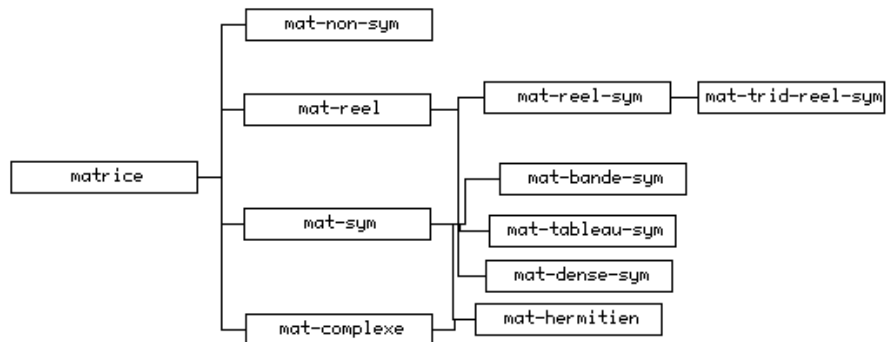 mat-non-sym
mat-reel
mat-reel-sym
mat-trid-reel-sym
matrice
mat-bande-sym
mat-sym
mat-tableau-sym
mat-dense-sym
mat-complexe
mat-hermitien